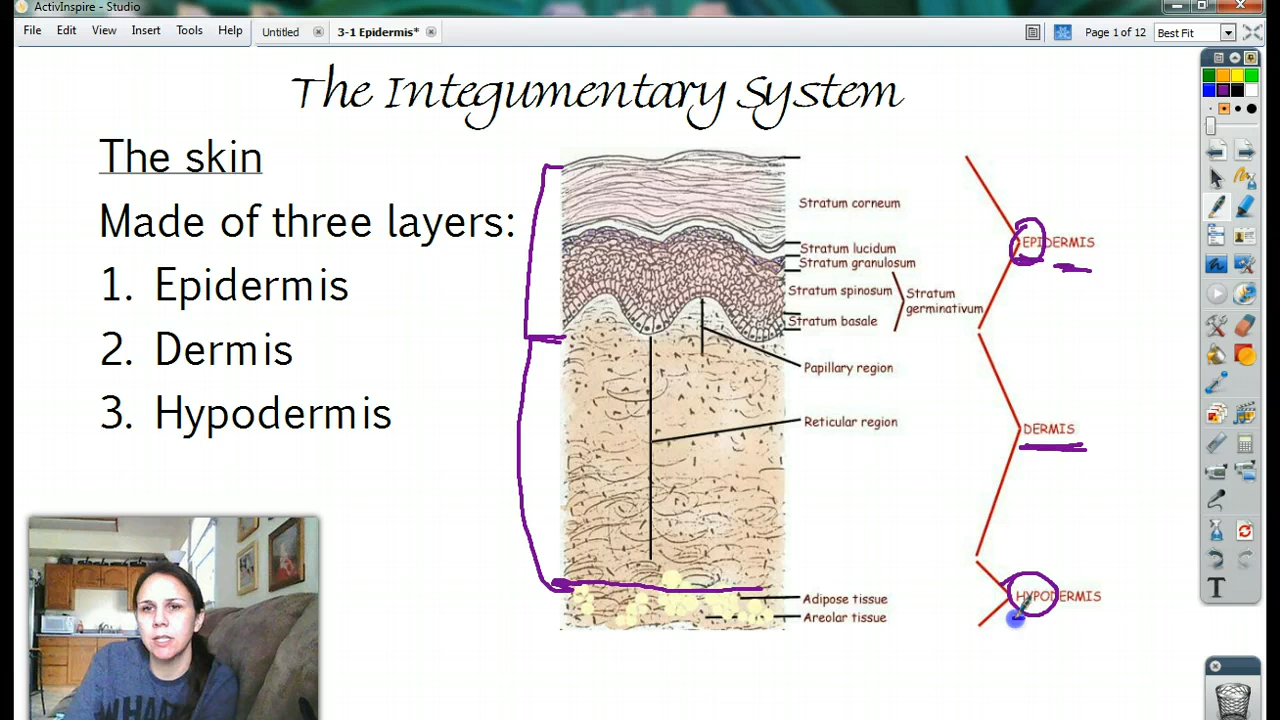 ActivInspire - Studio
File Edit View Insert Tools Help
Untitled
3-1 Epidermis*
Page 1 of 12
Best Fit
The Integumentary System
The skin
Made of three layers:
1. Epidermis
2. Dermis
3. Hypodermis
Stratum corneum
Stratum lucidum
Stratum granulosum
Stratum spinosum
Stratum basale
Stratum
germinativum
Papillary region
Reticular region
Adipose tissue
Areolar tissue
EPIDERMIS
DERMIS
HYPODERMIS
T